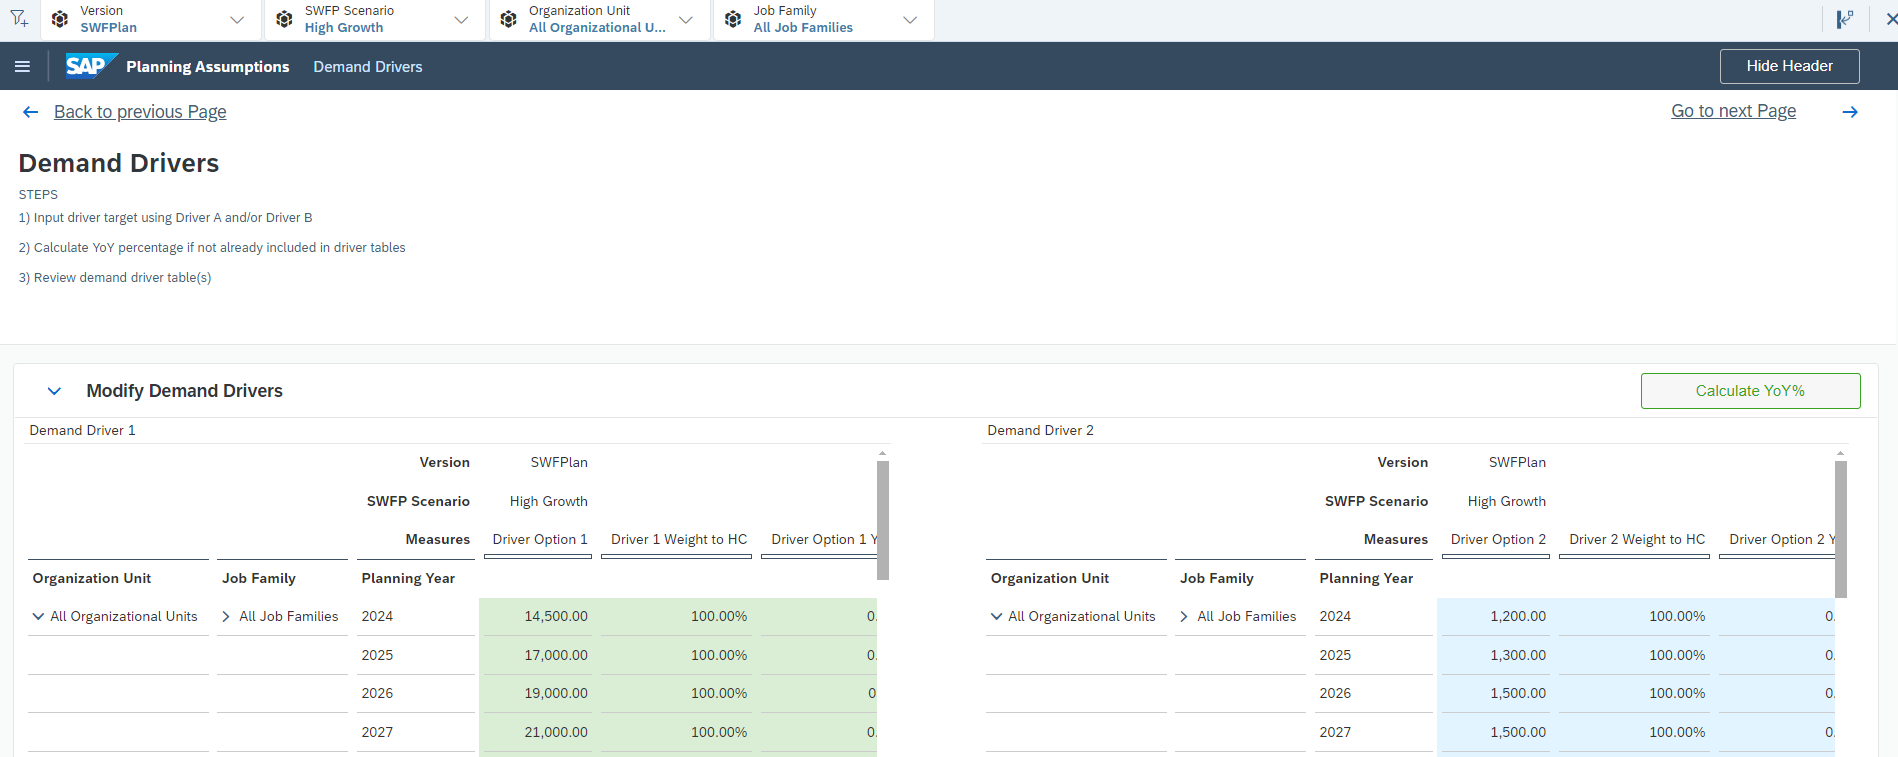 Version SWFP Scenario Organization Unit Job Family
SWFPlan High Growth All Organizational U... All Job Families
SAP Planning Assumptions Demand Drivers Hide Header
Back to previous Page Go to next Page
Demand Drivers
STEPS
1) Input driver target using Driver A and/or Driver B
2) Calculate YoY percentage if not already included in driver tables
3) Review demand driver table(s)
Modify Demand Drivers Calculate YoY%
Demand Driver 1
Version SWFPlan
SWFP Scenario High Growth
Measures Driver Option 1 Driver 1 Weight to HC Driver Option 1 Y
Organization Unit Job Family Planning Year
All Organizational Units All Job Families 2024 14,500.00 100.00% 0.
2025 17,000.00 100.00% 0.
2026 19,000.00 100.00% 0
2027 21,000.00 100.00% 0.
Demand Driver 2
Version SWFPlan
SWFP Scenario High Growth
Measures Driver Option 2 Driver 2 Weight to HC Driver Option 2 Y
Organization Unit Job Family Planning Year
All Organizational Units All Job Families 2024 1,200.00 100.00% 0.
2025 1,300.00 100.00% 0.
2026 1,500.00 100.00% 0.
2027 1,500.00 100.00% 0.